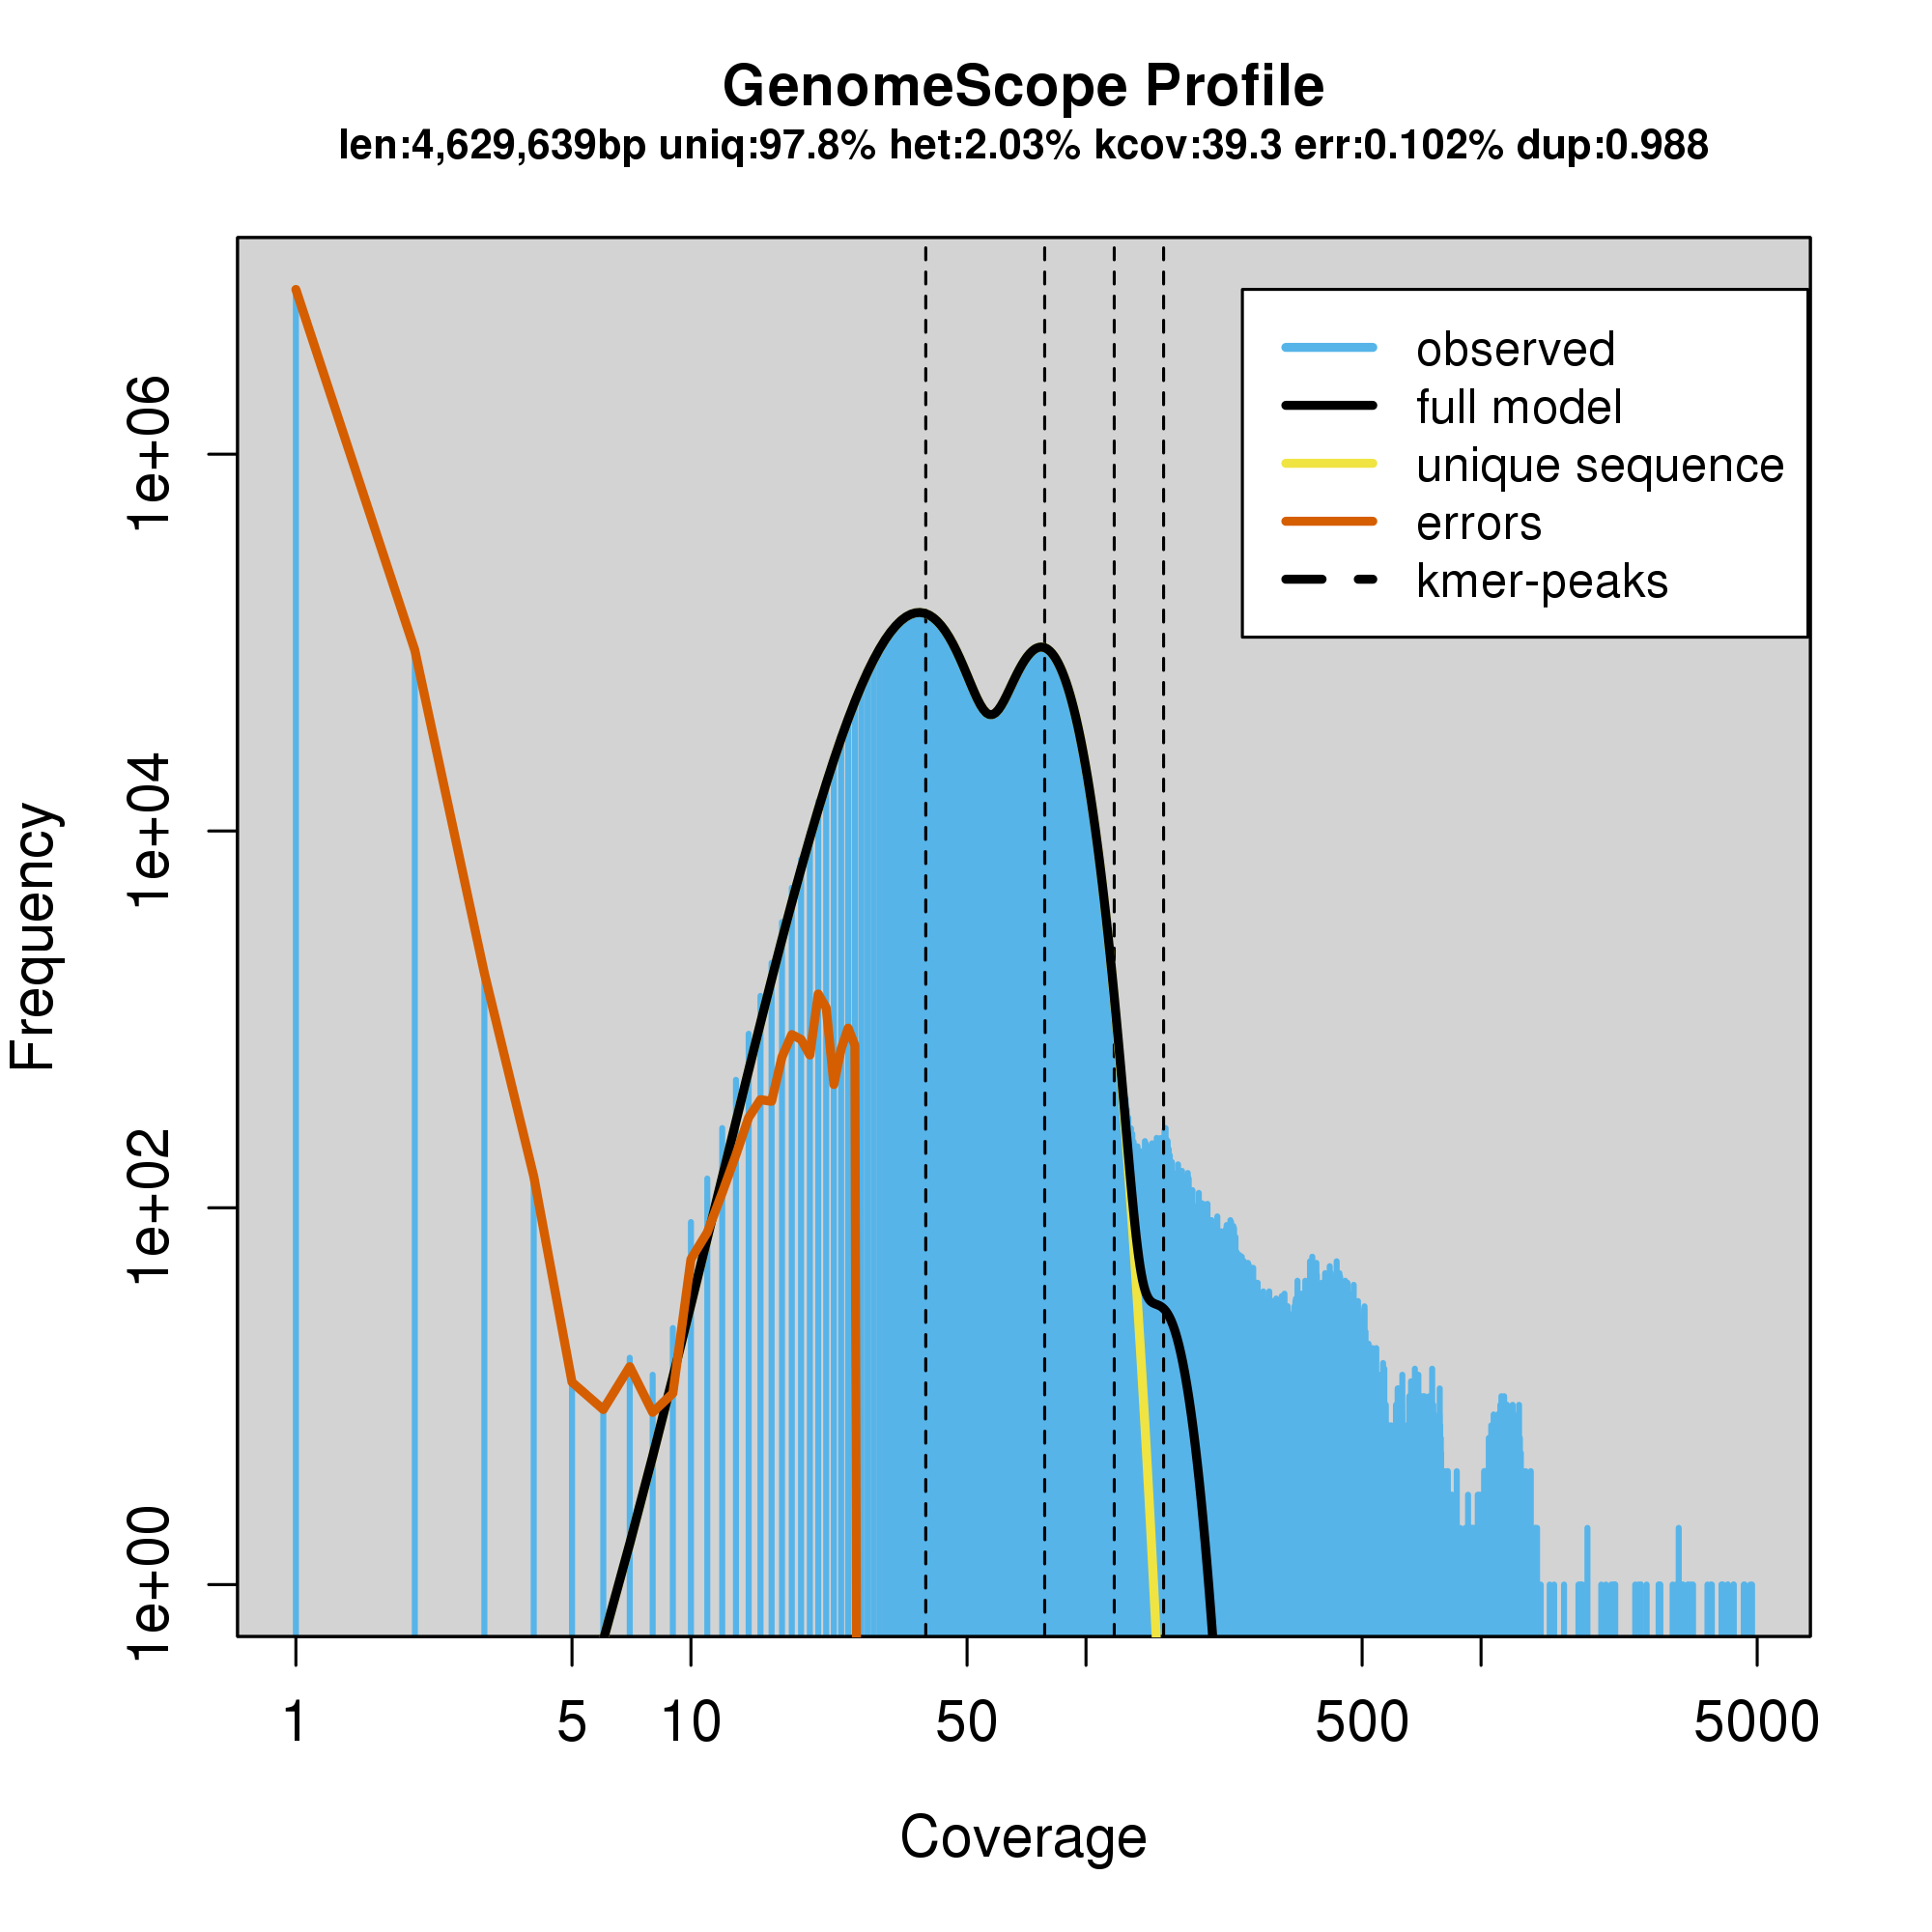 GenomeScope Profile
len:4,629,639bp uniq:97.8% het:2.03% kcov:39.3 err:0.102% dup:0.988
observed
full model
unique sequence
errors
kmer-peaks
Frequency
1e+06
1e+04
1e+02
1e+00
1 5 10 50 500 5000
Coverage